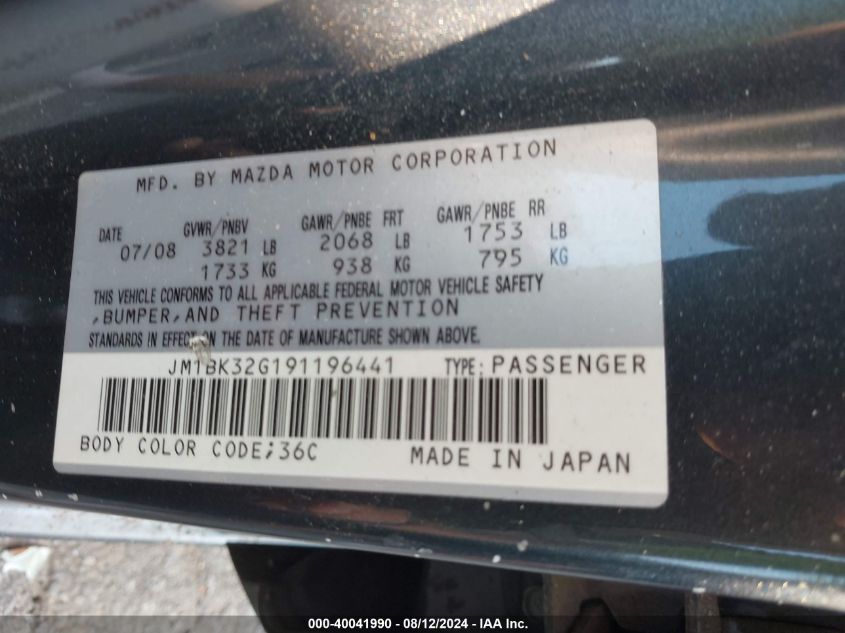 MFD. BY MAZDA MOTOR CORPORATION
DATE GVWR/PNBV GAWR/PNBE FRT GAWR/PNBE RR
07/08 3821 LB 2068 LB 1753 LB
1733 KG 938 KG 795 KG
THIS VEHICLE CONFORMS TO ALL APPLICABLE FEDERAL MOTOR VEHICLE SAFETY
,BUMPER,AND THEFT PREVENTION
STANDARDS IN EFFECT ON THE DATE OF MANUFACTURE SHOWN ABOVE.
JM1BK32G191196441 TYPE:PASSENGER
BODY COLOR CODE;36C MADE IN JAPAN
000-40041990 - 08/12/2024 - IAA Inc.